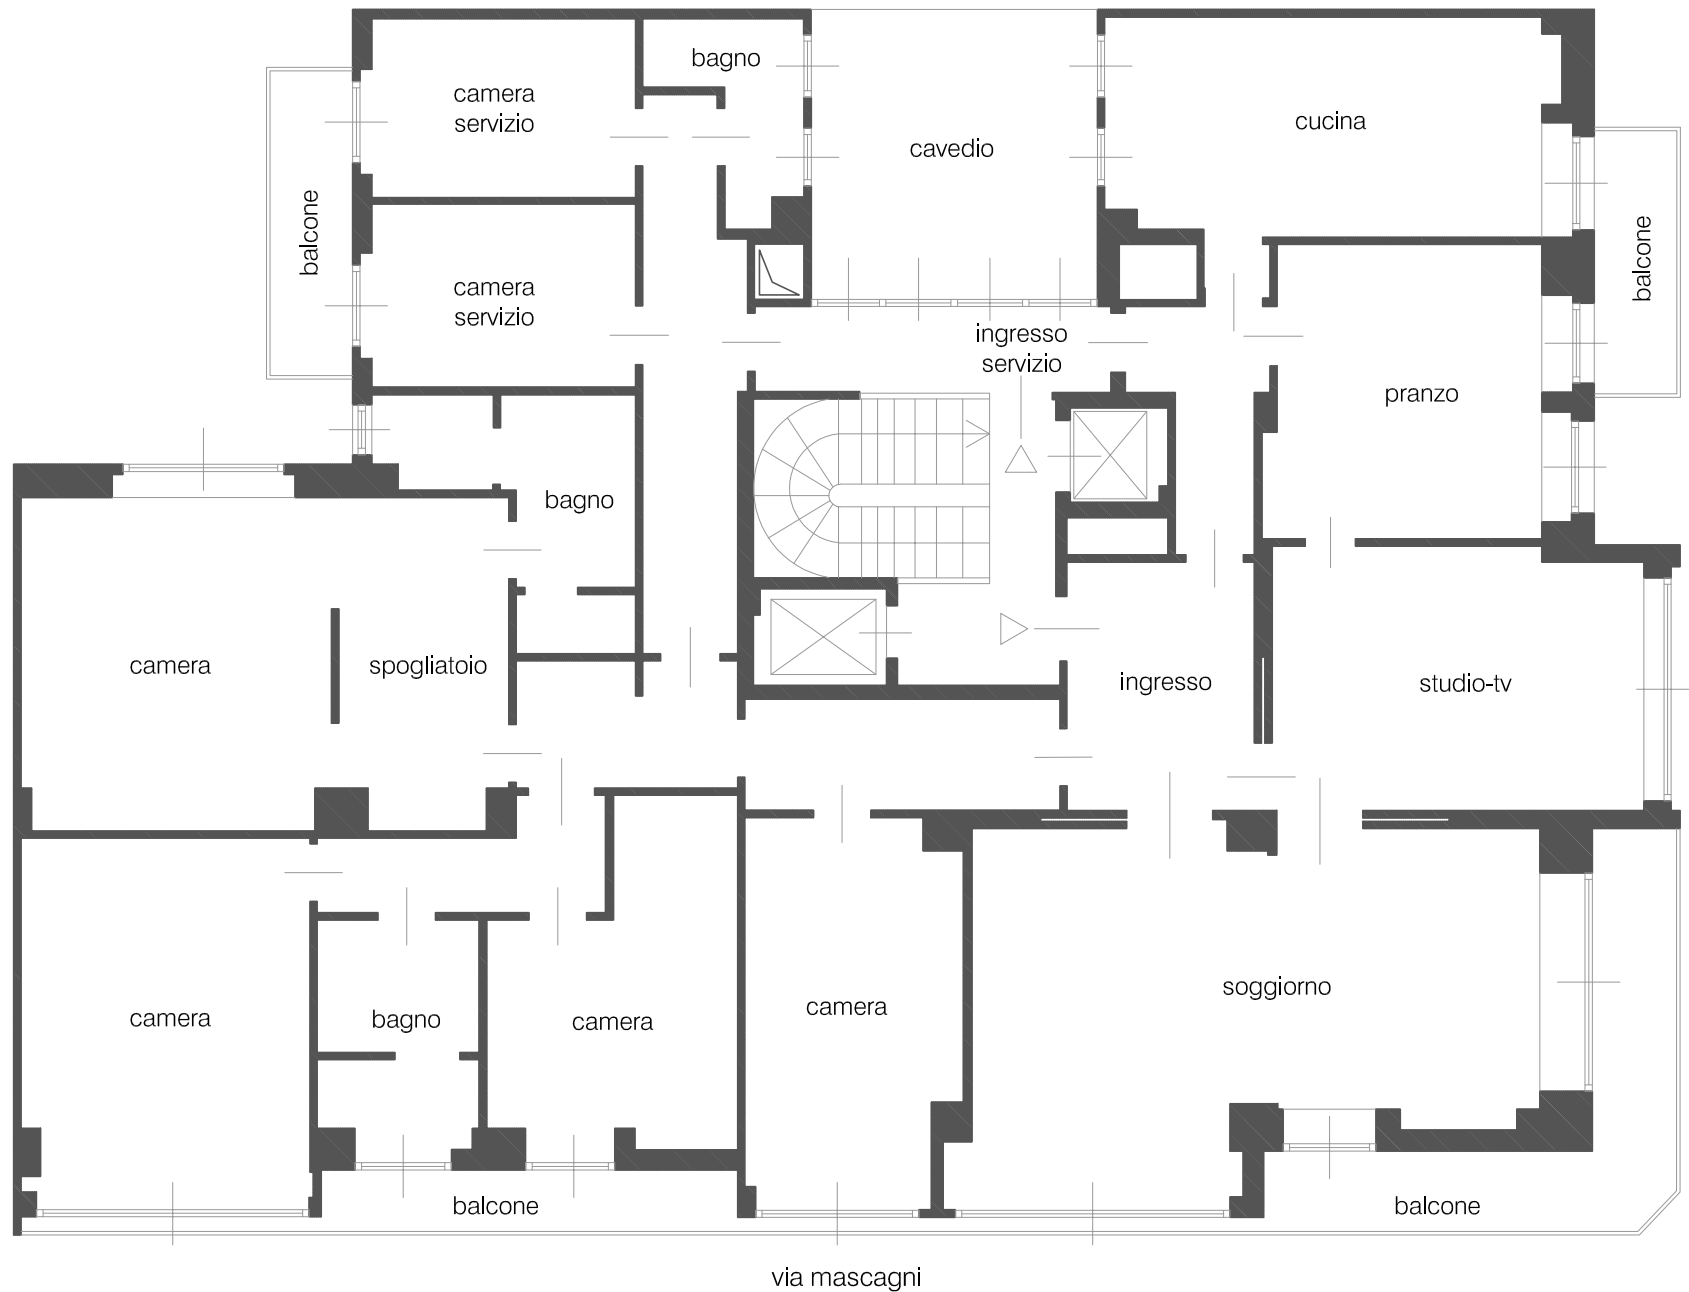 bagno
camera
servizio
cucina
cavedio
balcone
balcone
camera
servizio
ingresso
servizio
pranzo
bagno
camera
spogliatoio
ingresso
studio-tv
soggiorno
camera
camera
bagno
camera
balcone
balcone
via mascagni